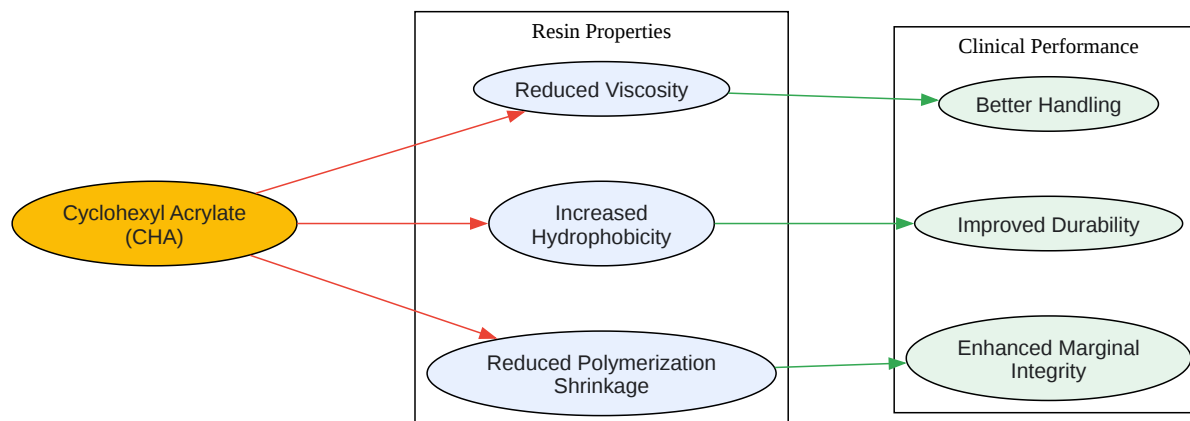 Resin Properties
Clinical Performance
Reduced Viscosity
Better Handling
Cyclohexyl Acrylate
(CHA)
Increased
Hydrophobicity
Improved Durability
Reduced Polymerization
Shrinkage
Enhanced Marginal
Integrity